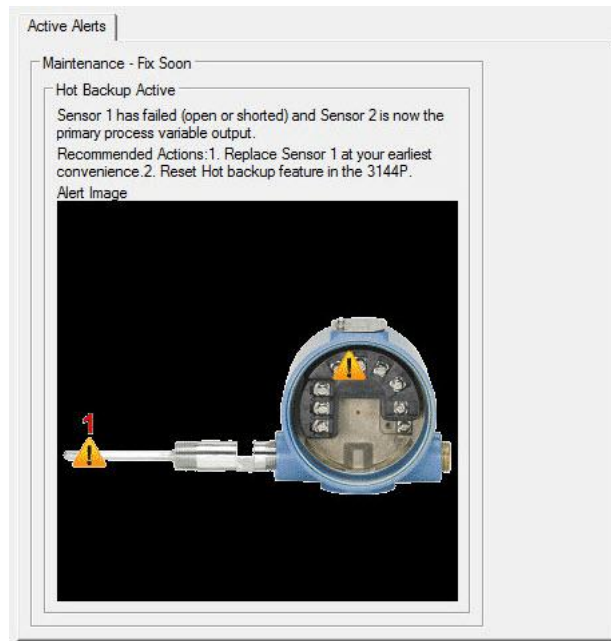 Active Alerts
Maintenance - Fix Soon
Hot Backup Active
Sensor 1 has failed (open or shorted) and Sensor 2 is now the
primary process variable output.
Recommended Actions:1. Replace Sensor 1 at your earliest
convenience.2. Reset Hot backup feature in the 3144P.
Alert Image
1